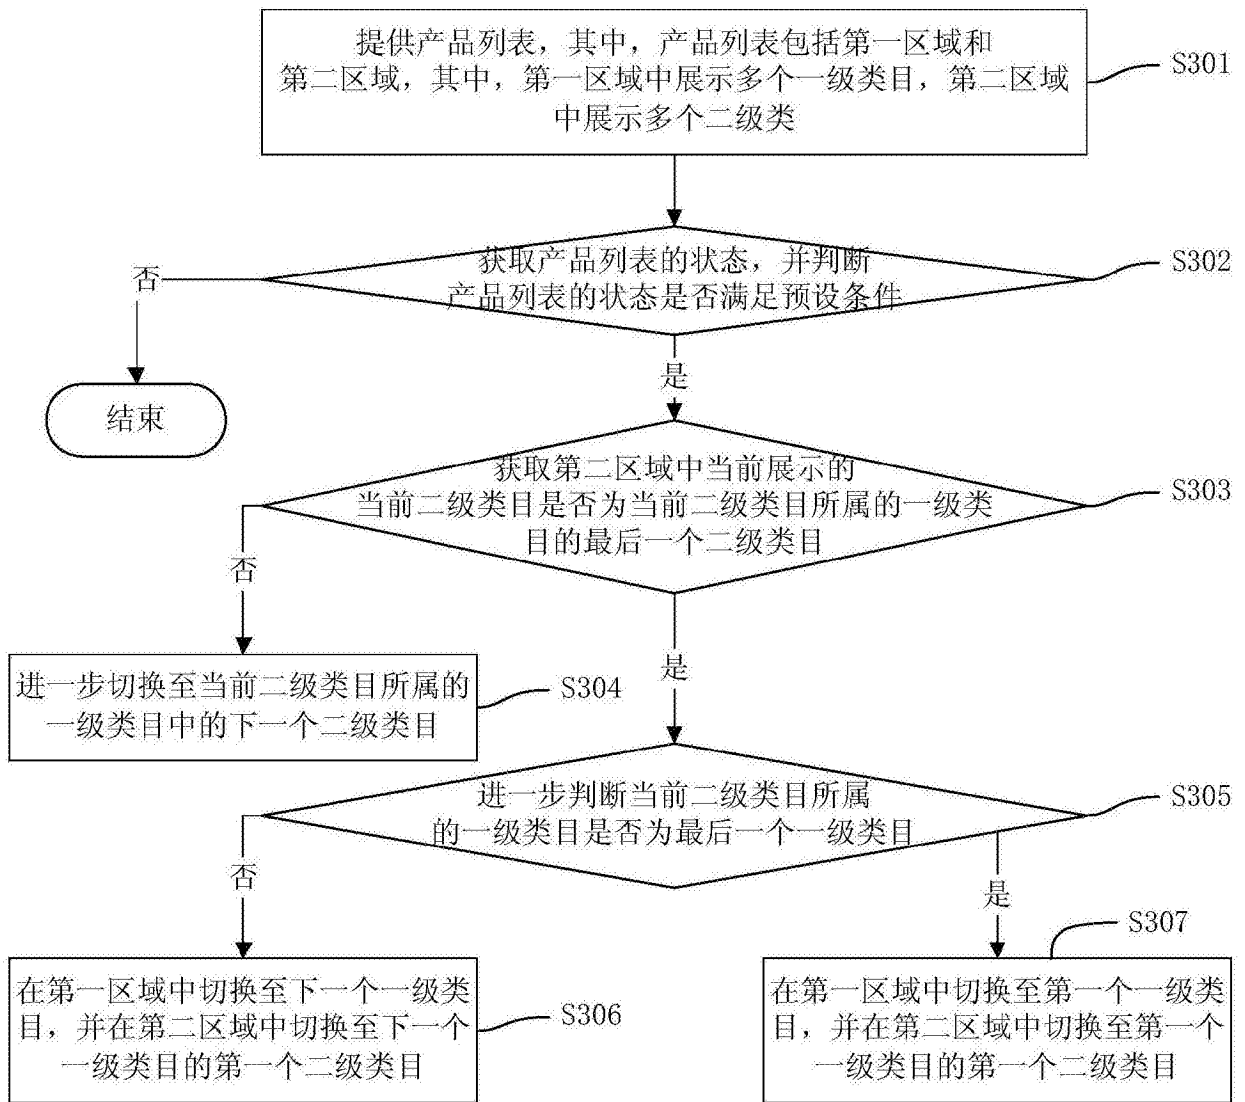 提供产品列表，其中，产品列表包括第一区域和
第二区域，其中，第一区域中展示多个一级类目，第二区域
中展示多个二级类
S301
获取产品列表的状态，并判断
产品列表的状态是否满足预设条件
S302
否
是
结束
获取第二区域中当前展示的
当前二级类目是否为当前二级类目所属的一级类
目的最后一个二级类目
S303
否
是
进一步切换至当前二级类目所属的
一级类目中的下一个二级类目
S304
进一步判断当前二级类目所属
的一级类目是否为最后一个一级类目
S305
否
是
在第一区域中切换至下一个一级类
目，并在第二区域中切换至下一个
一级类目的第一个二级类目
S306
S307
在第一区域中切换至第一个一级类
目，并在第二区域中切换至第一个
一级类目的第一个二级类目